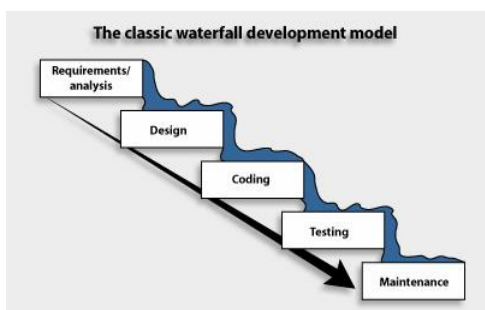 The classic waterfall development model
Requirements/
analysis
Design
Coding
Testing
Maintenance